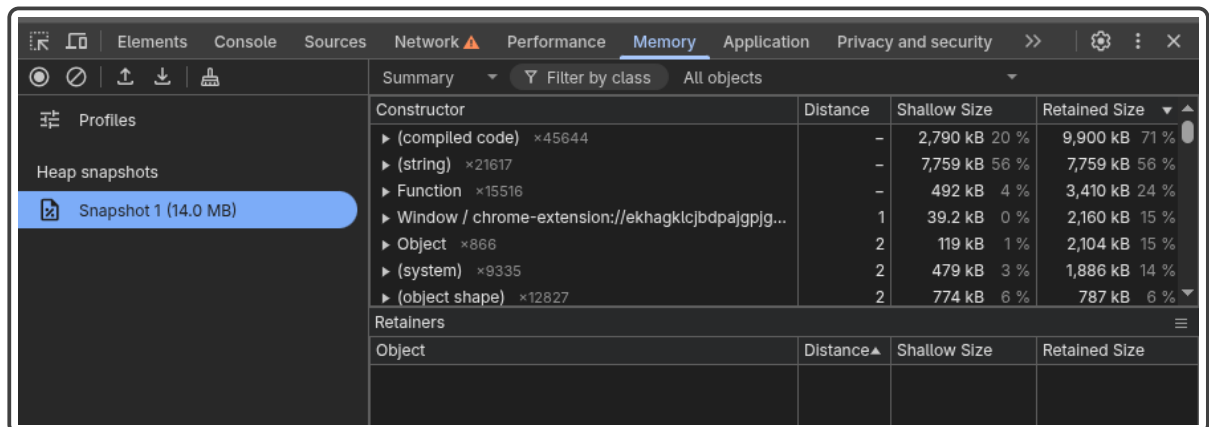 Elements Console Sources Network Performance Memory Application Privacy and security
Summary Filter by class All objects
Profiles
Heap snapshots
Snapshot 1 (14.0 MB)
Constructor Distance Shallow Size Retained Size
(compiled code) ×45644 – 2,790 kB 20 % 9,900 kB 71 %
(string) ×21617 – 7,759 kB 56 % 7,759 kB 56 %
Function ×15516 – 492 kB 4 % 3,410 kB 24 %
Window / chrome-extension://ekhagklcjbdpajgpjg... 1 39.2 kB 0 % 2,160 kB 15 %
Object ×866 2 119 kB 1 % 2,104 kB 15 %
(system) ×9335 2 479 kB 3 % 1,886 kB 14 %
(object shape) ×12827 2 774 kB 6 % 787 kB 6 %
Retainers
Object Distance Shallow Size Retained Size